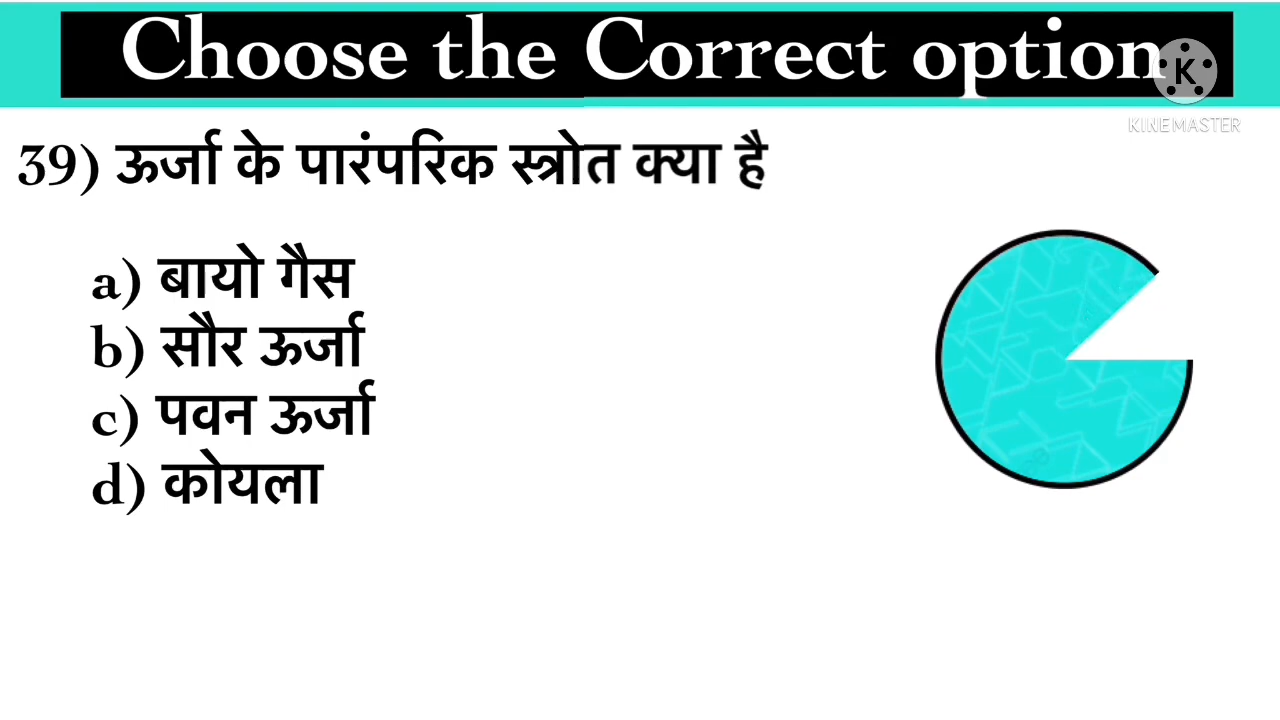 Choose the Correct option
K
KINEMASTER
39) ऊर्जा के पारंपरिक स्त्रोत क्या है
a) बायो गैस
b) सौर ऊर्जा
c) पवन ऊर्जा
d) कोयला